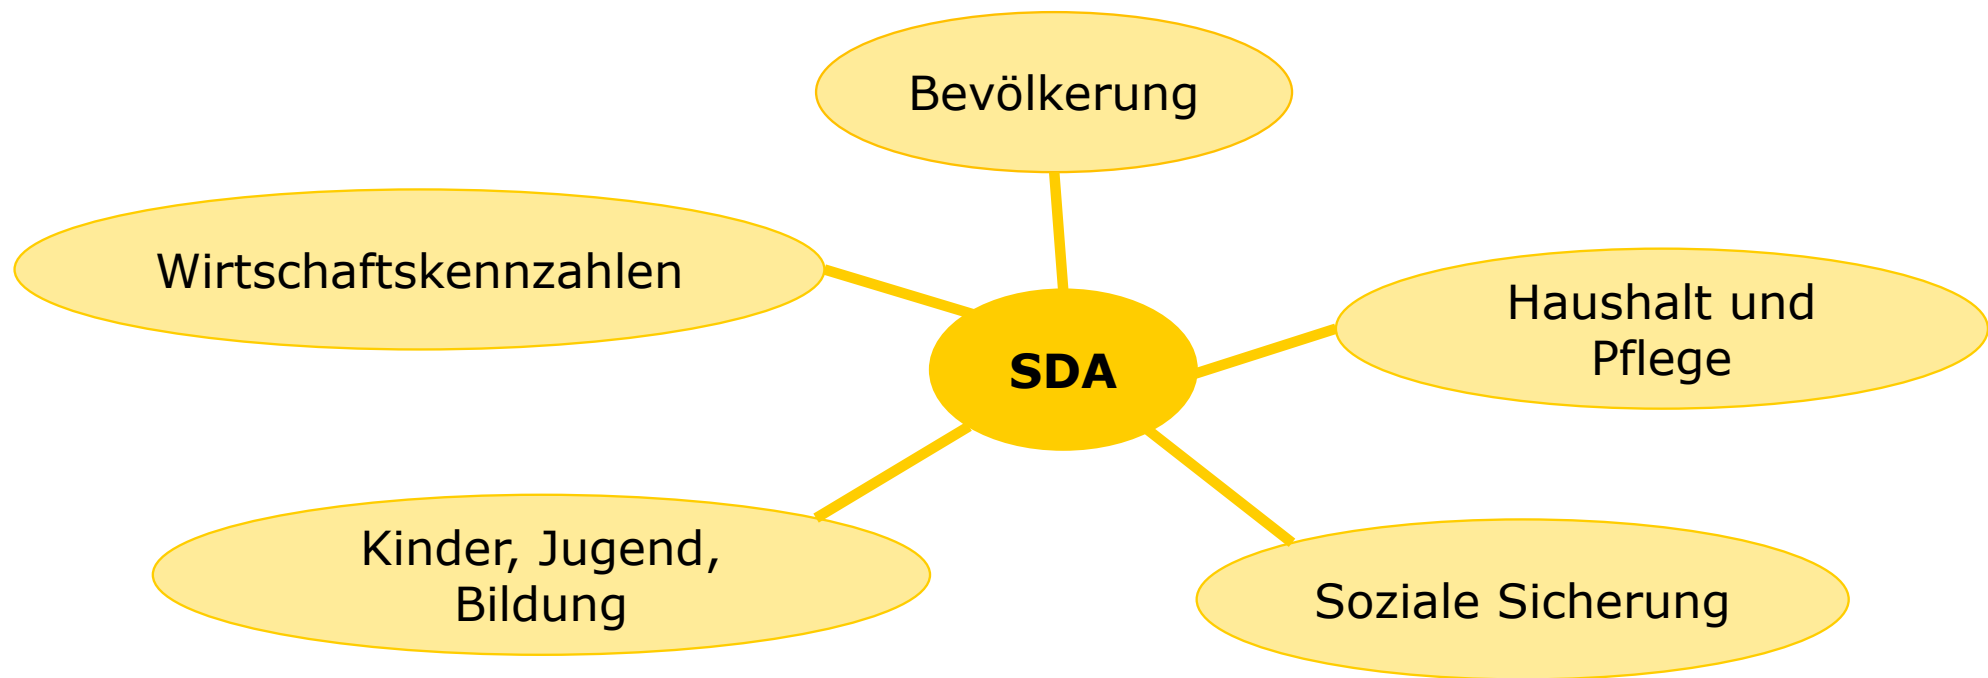 Bevölkerung
Wirtschaftskennzahlen
Haushalt und
Pflege
SDA
Kinder, Jugend,
Bildung
Soziale Sicherung